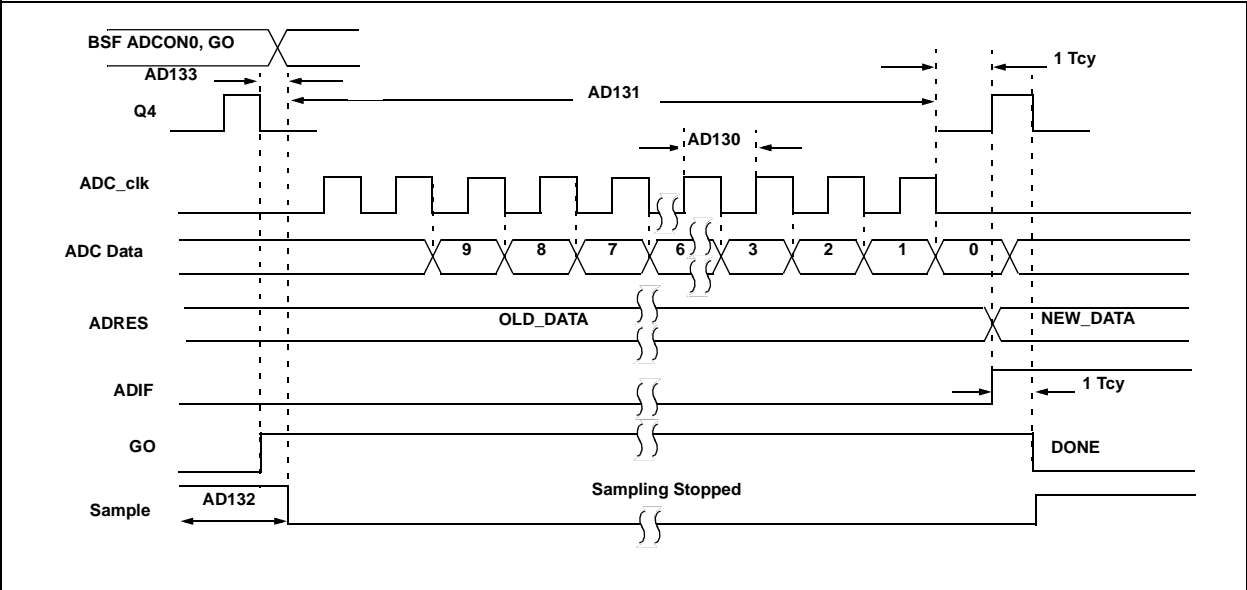 BSF ADCON0, GO
AD133
1 Tcy
Q4
AD131
AD130
ADC_clk
ADC Data
9 8 7 6 3 2 1 0
ADRES
OLD_DATA
NEW_DATA
ADIF
1 Tcy
GO
DONE
Sample
AD132
Sampling Stopped